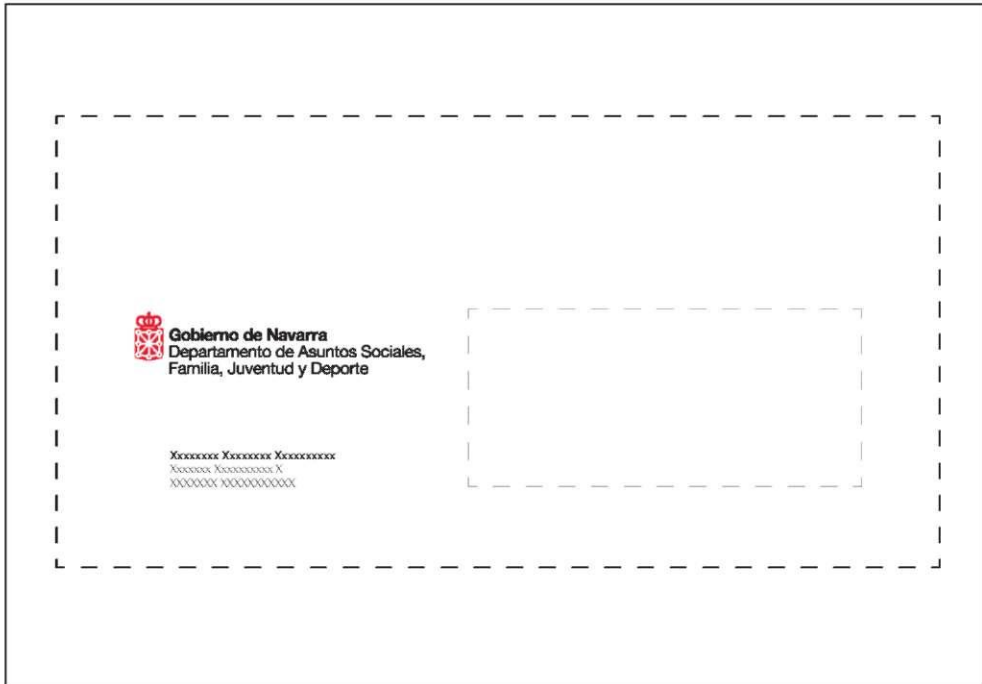 Gobierno de Navarra
Departamento de Asuntos Sociales,
Familia, Juventud y Deporte
Xxxxxxxx Xxxxxxxx Xxxxxxxxxx
Xxxxxxx Xxxxxxxxxx X
XXXXXXX XXXXXXXXXXX